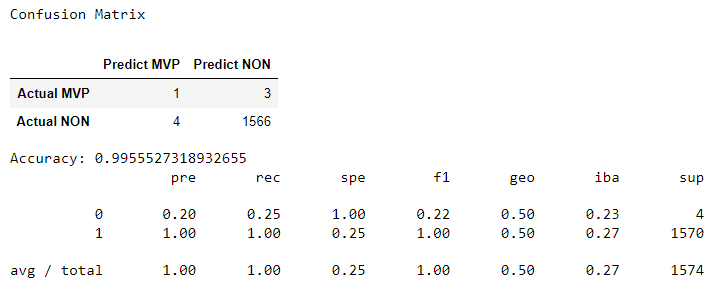 Confusion Matrix
Predict MVP Predict NON
Actual MVP 1 3
Actual NON 4 1566
Accuracy: 0.9955527318932655
pre rec spe f1 geo iba sup
0 0.20 0.25 1.00 0.22 0.50 0.23 4
1 1.00 1.00 0.25 1.00 0.50 0.27 1570
avg / total 1.00 1.00 0.25 1.00 0.50 0.27 1574